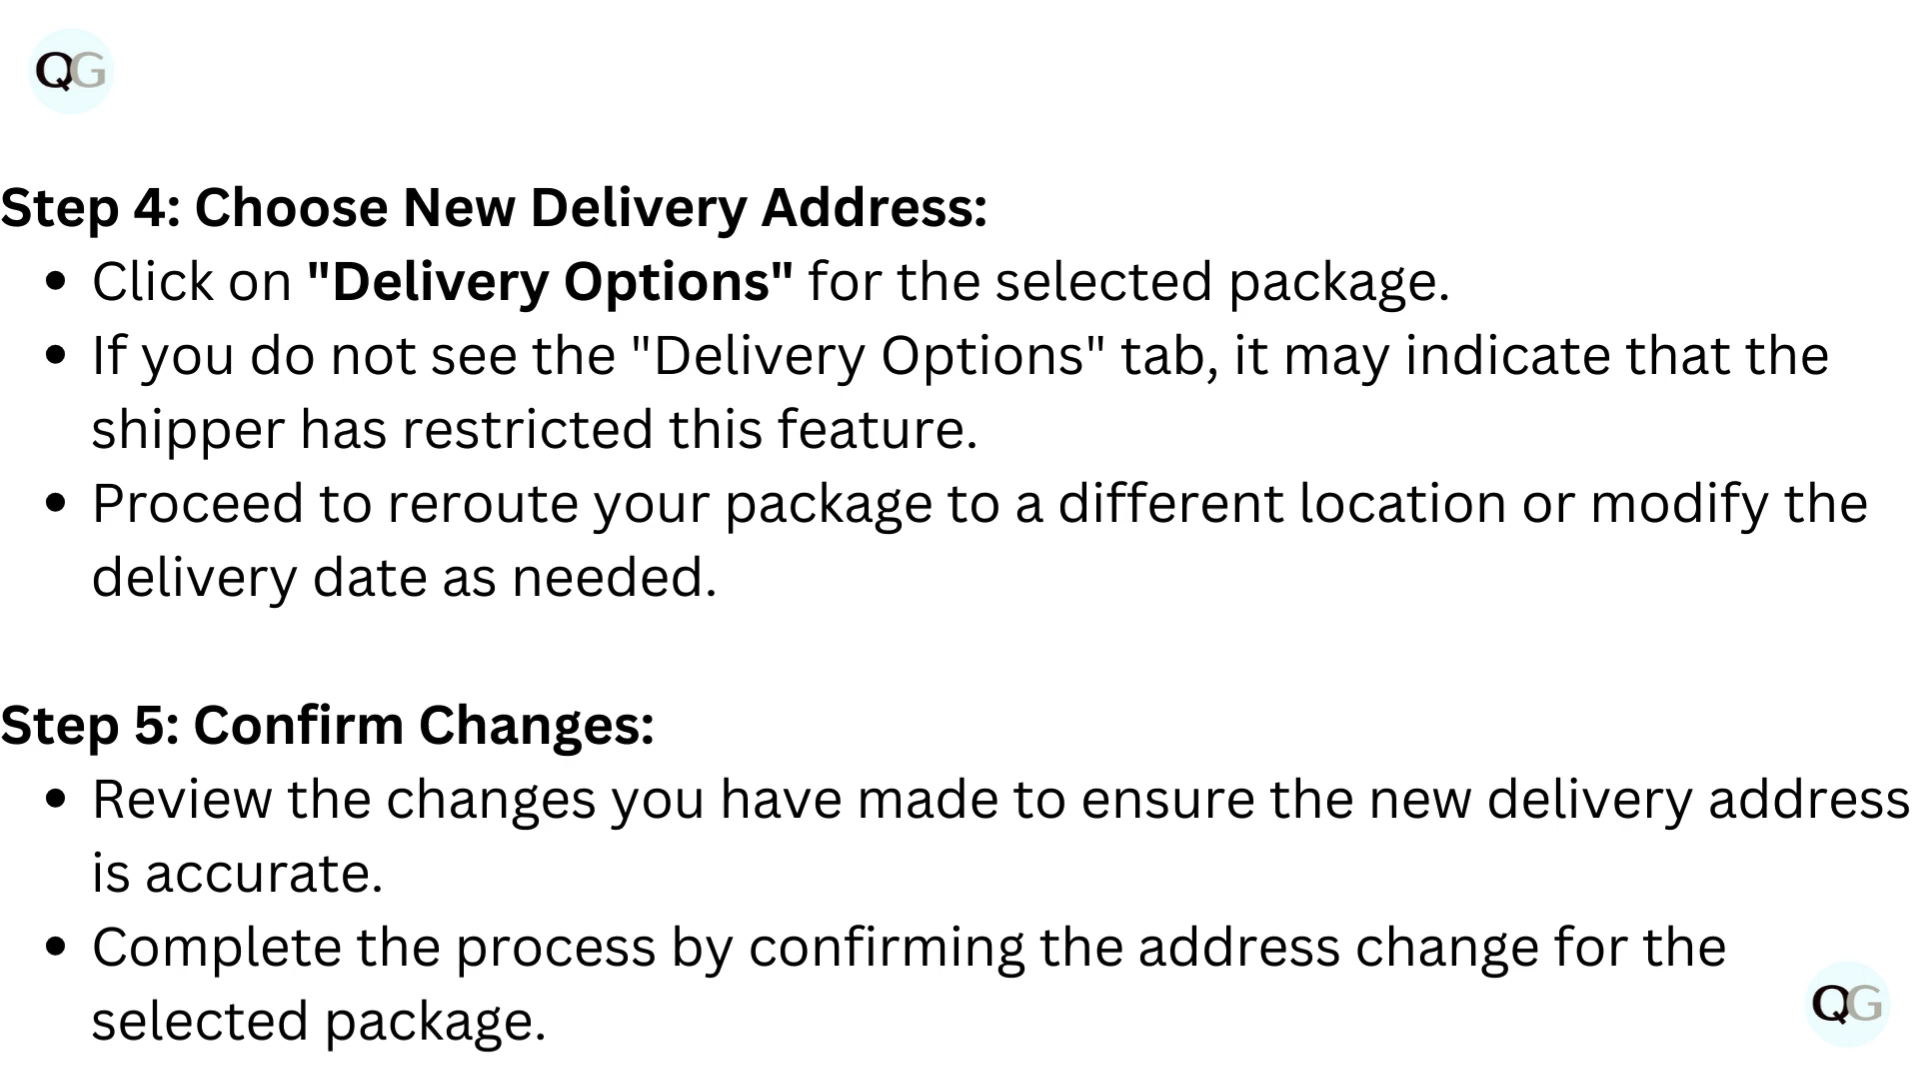 QG
Step 4: Choose New Delivery Address:
• Click on "Delivery Options" for the selected package.
• If you do not see the "Delivery Options" tab, it may indicate that the
shipper has restricted this feature.
• Proceed to reroute your package to a different location or modify the
delivery date as needed.
Step 5: Confirm Changes:
• Review the changes you have made to ensure the new delivery address
is accurate.
• Complete the process by confirming the address change for the
selected package.
QG